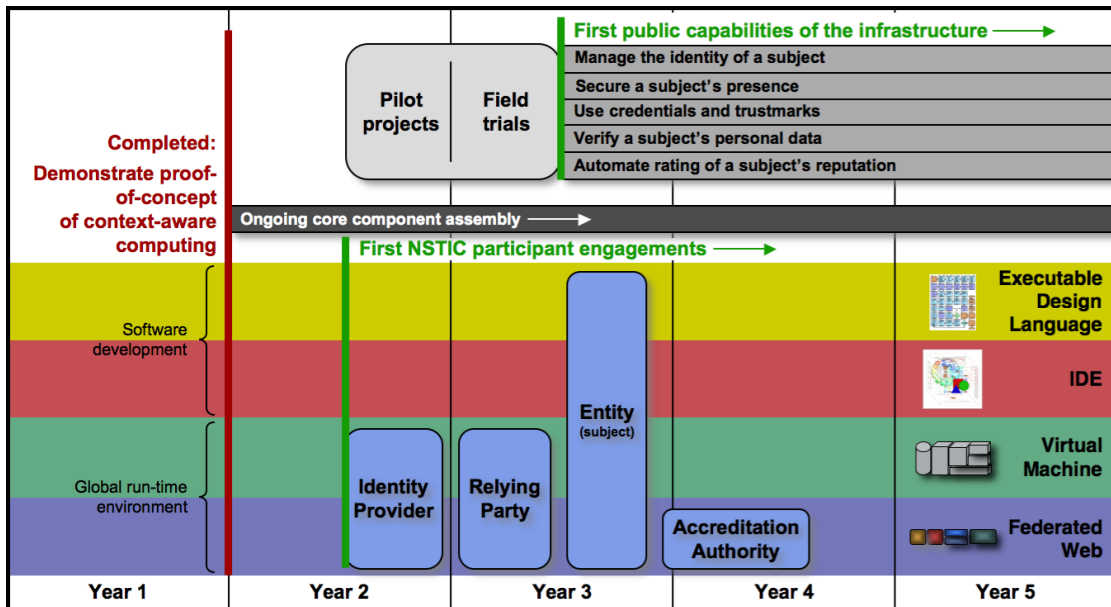 First public capabilities of the infrastructure
Manage the identity of a subject
Secure a subject's presence
Use credentials and trustmarks
Verify a subject's personal data
Automate rating of a subject's reputation
Pilot
projects
Field
trials
Completed:
Demonstrate proof-
of-concept
of context-aware
computing
Ongoing core component assembly
First NSTIC participant engagements
Software
development
Executable
Design
Language
IDE
Entity
(subject)
Global run-time
environment
Identity
Provider
Relying
Party
Virtual
Machine
Accreditation
Authority
Federated
Web
Year 1
Year 2
Year 3
Year 4
Year 5